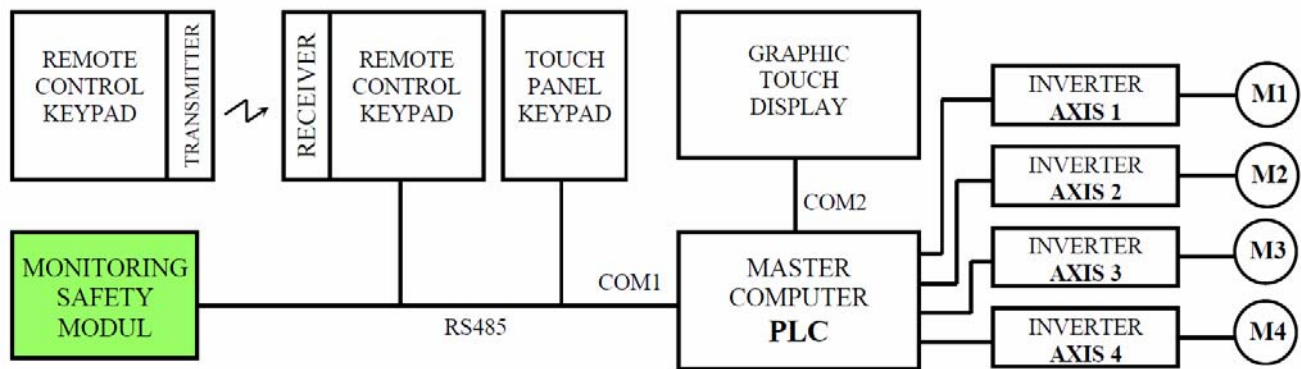 REMOTE
CONTROL
KEYPAD
TRANSMITTER
RECEIVER
REMOTE
CONTROL
KEYPAD
TOUCH
PANEL
KEYPAD
GRAPHIC
TOUCH
DISPLAY
INVERTER
AXIS 1
M1
INVERTER
AXIS 2
M2
COM2
MONITORING
SAFETY
MODUL
RS485
COM1
MASTER
COMPUTER
PLC
INVERTER
AXIS 3
M3
INVERTER
AXIS 4
M4